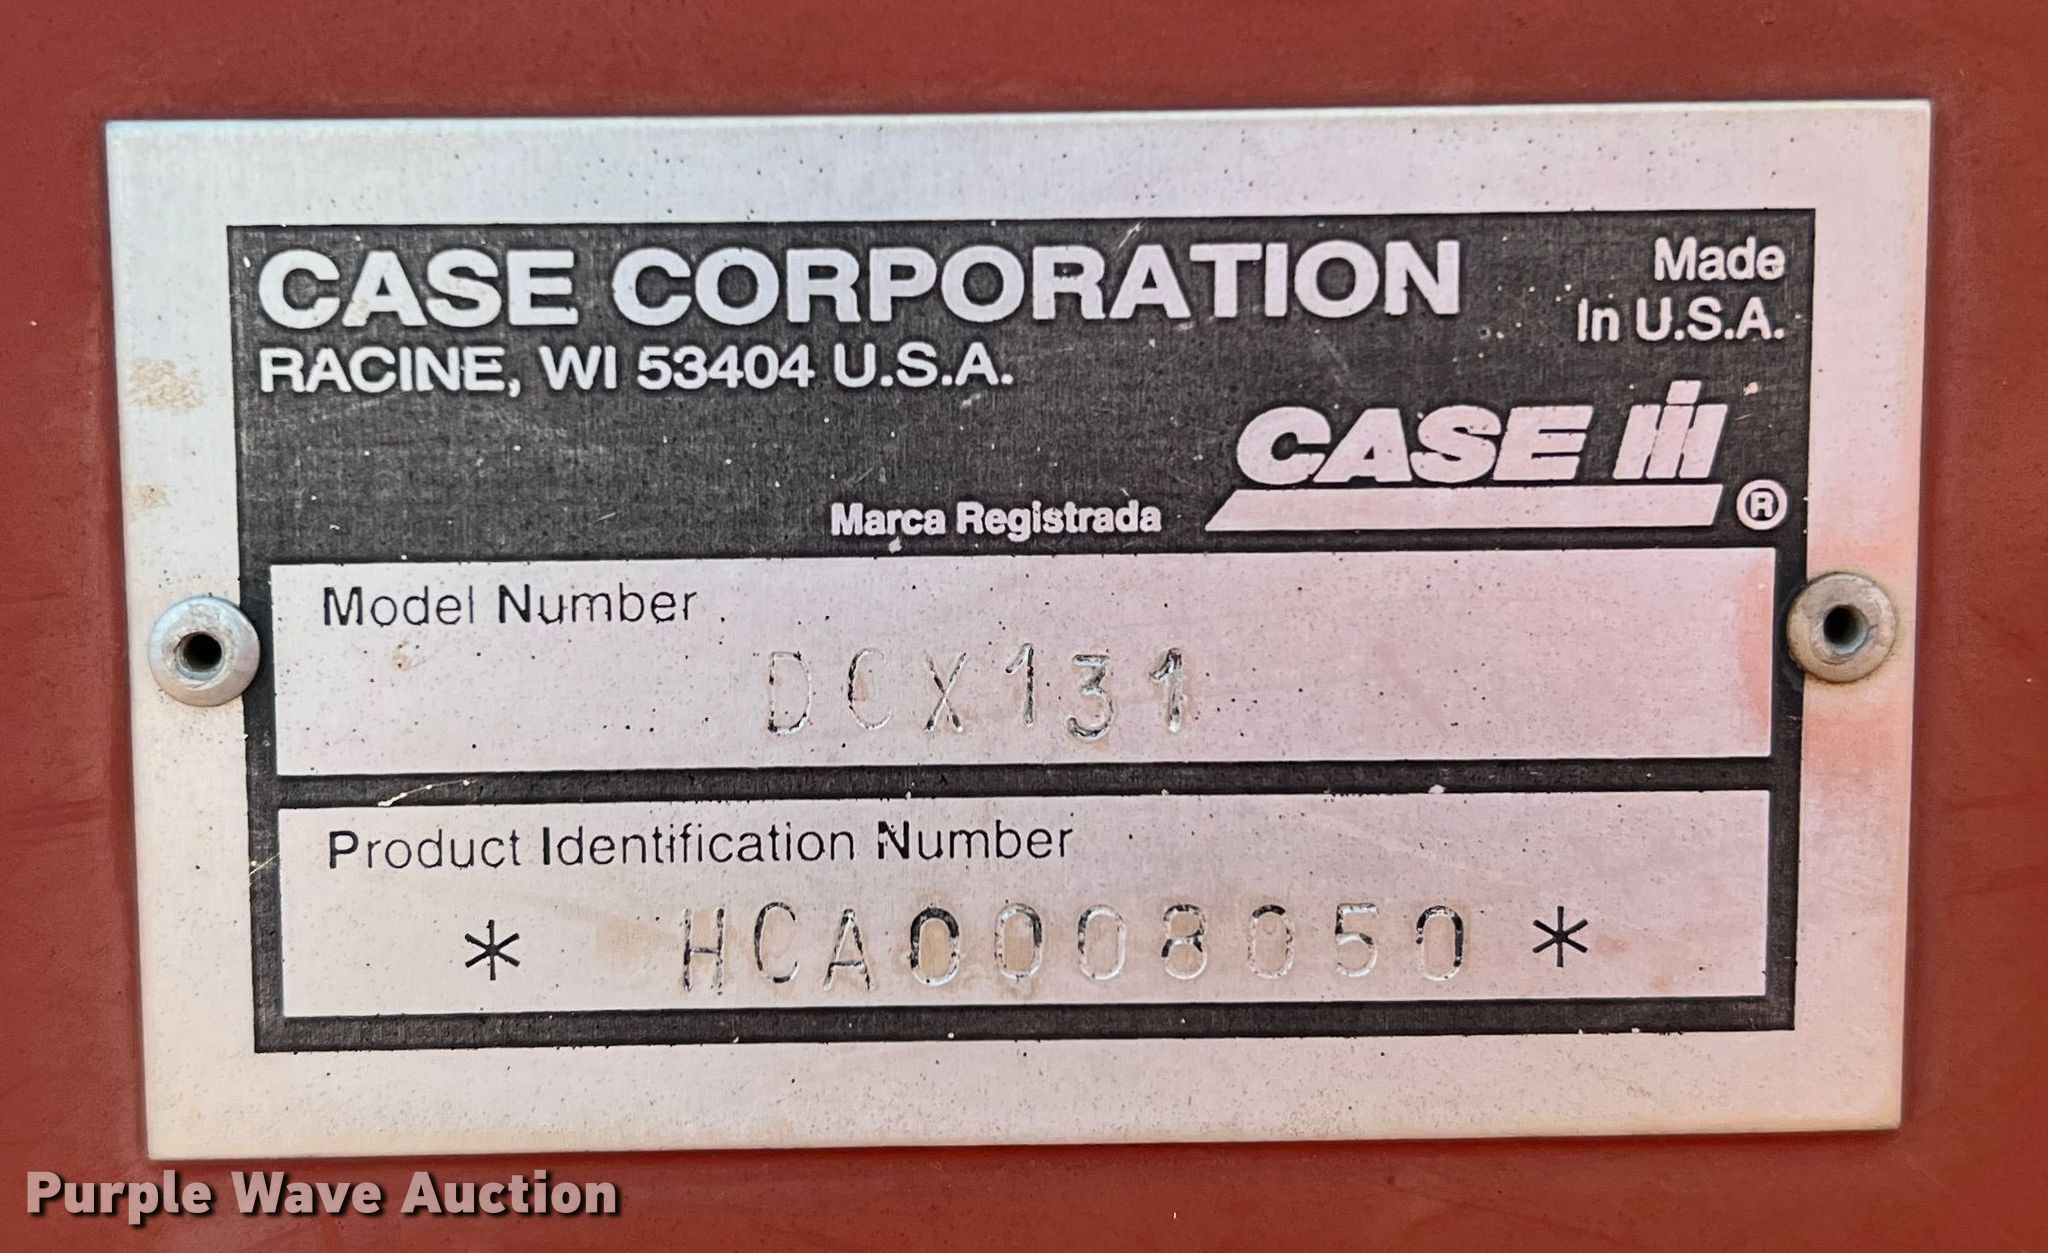 CASE CORPORATION
Made
In U.S.A.
RACINE, WI 53404 U.S.A.
CASE IH
Marca Registrada ®
Model Number
DCX131
Product Identification Number
* HCA0008050 *
Purple Wave Auction